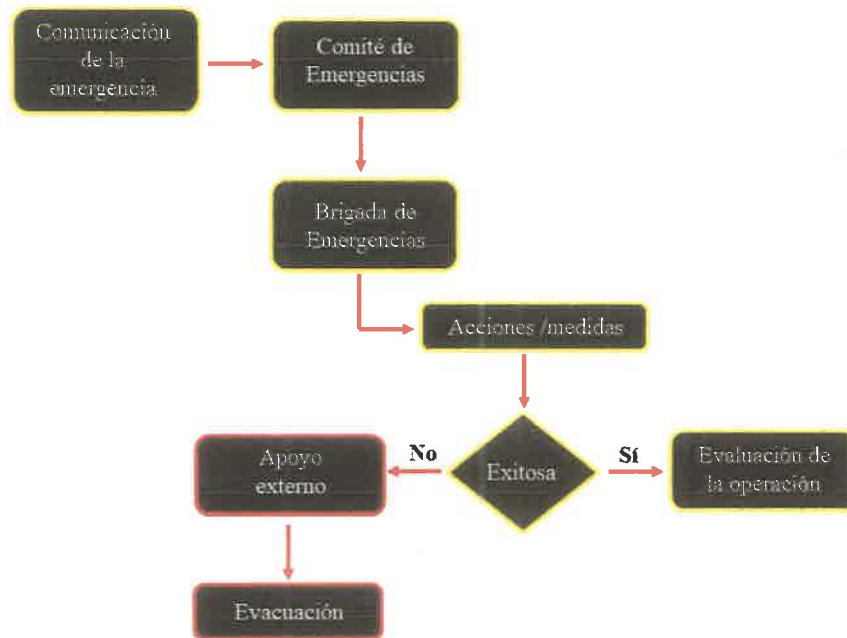 Comunicación
de la
emergencia
Comité de
Emergencias
Brigada de
Emergencias
Acciones /medidas
Exitosa
No
Sí
Apoyo
externo
Evaluación de
la operación
Evacuación